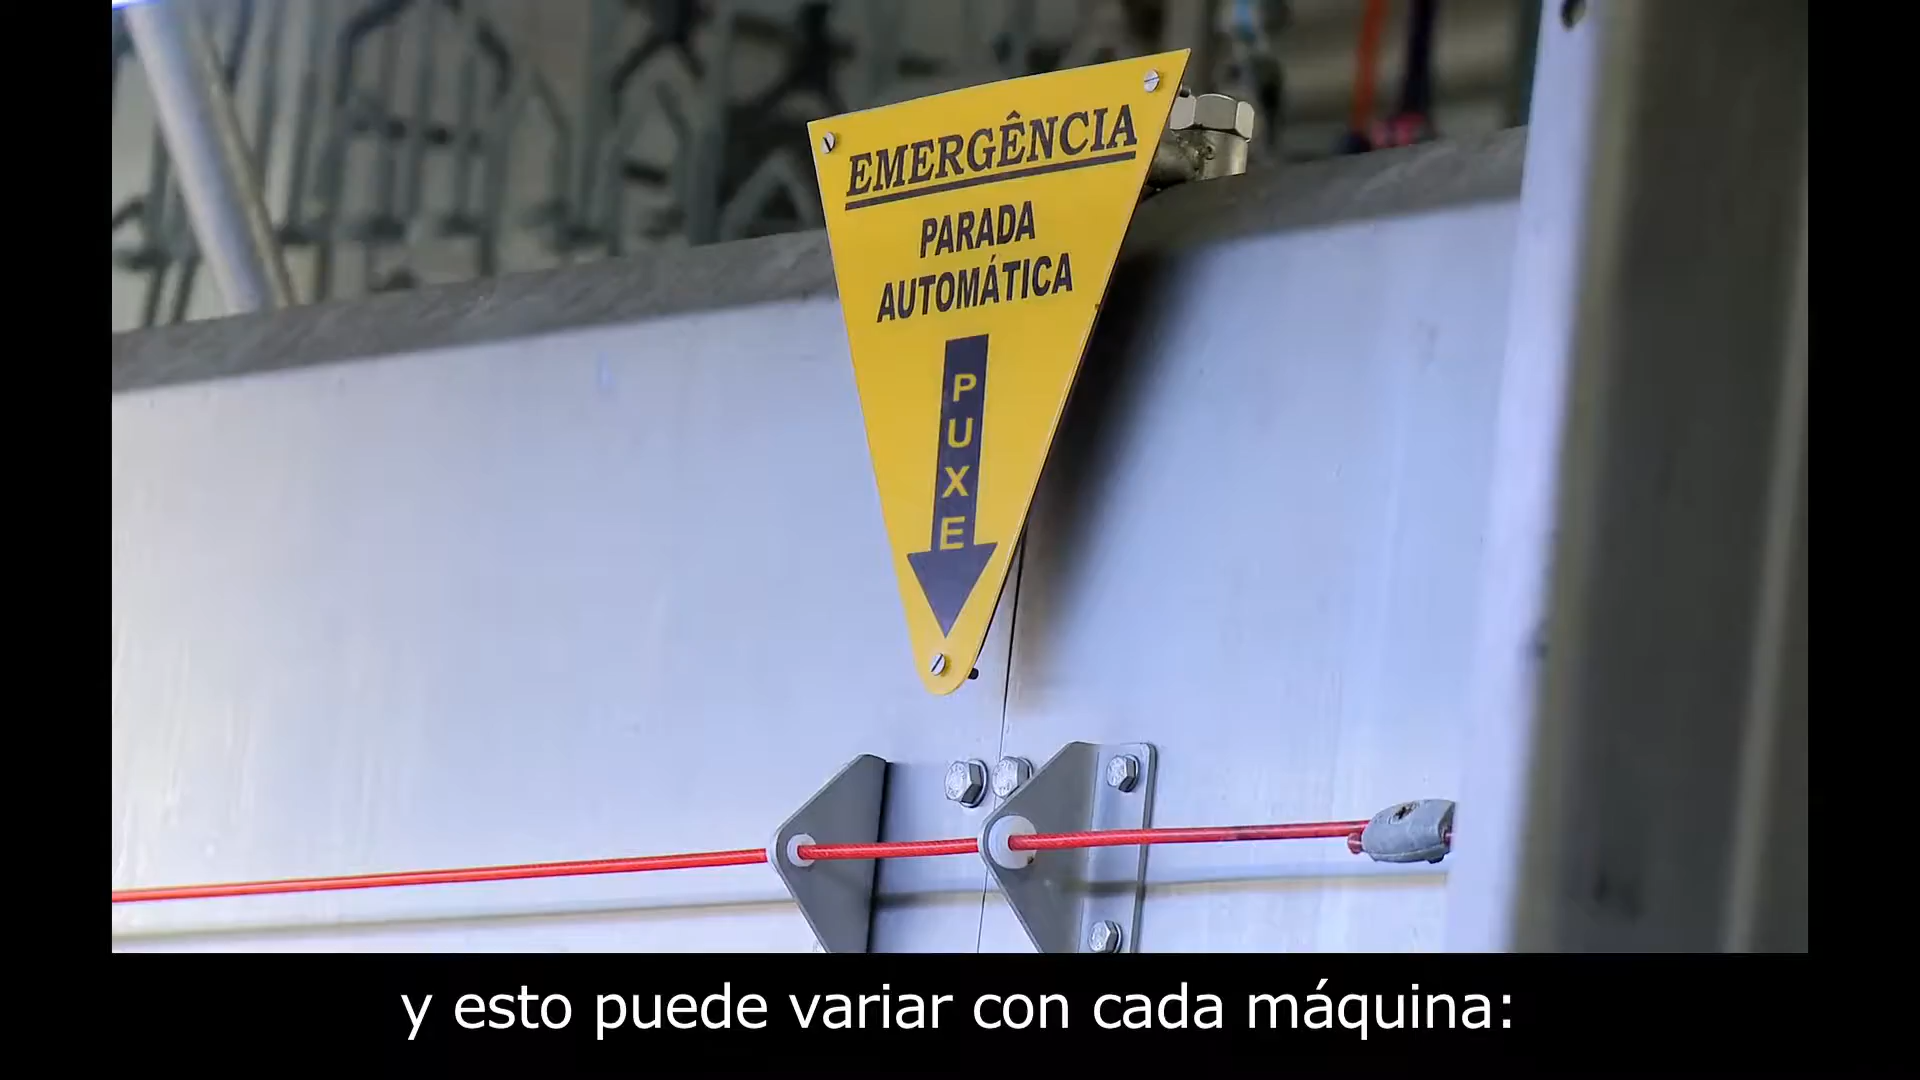 EMERGÊNCIA
PARADA
AUTOMÁTICA
PUXE
y esto puede variar con cada máquina: